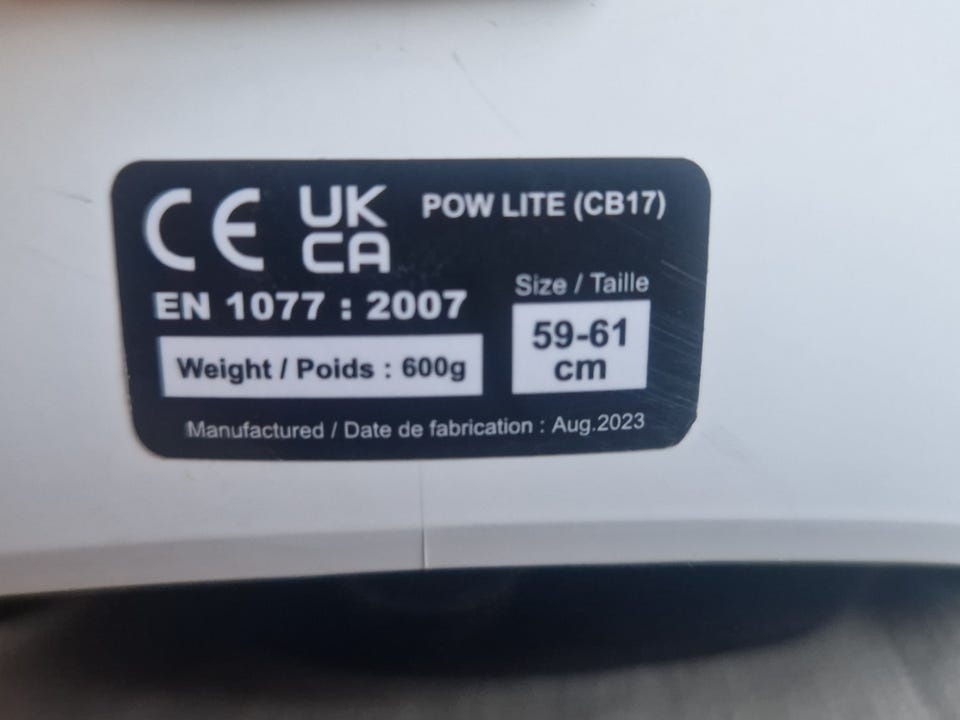 CE UK CA POW LITE (CB17)
EN 1077 : 2007
Size / Taille
59-61 cm
Weight / Poids : 600g
Manufactured / Date de fabrication : Aug.2023